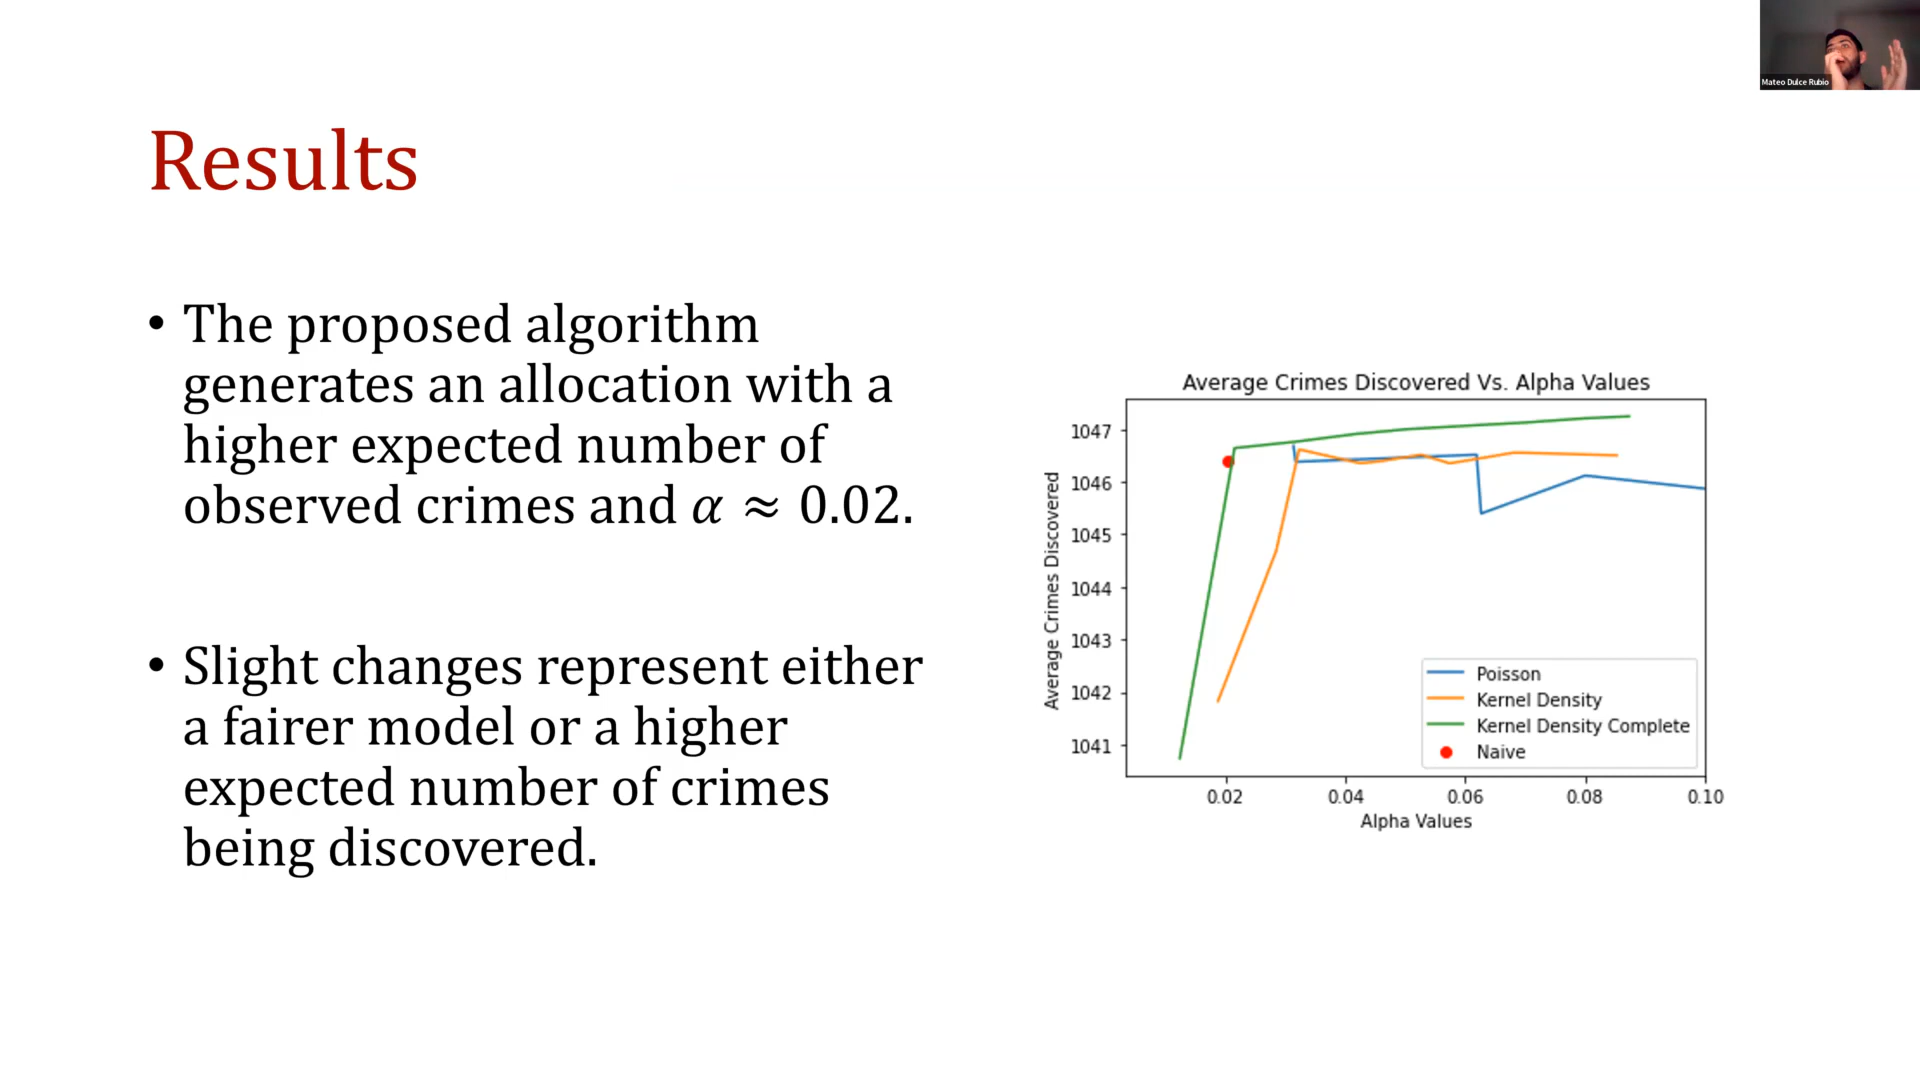 Mateo Dulce Rubio
Results
• The proposed algorithm
generates an allocation with a
higher expected number of
observed crimes and α ≈ 0.02.
• Slight changes represent either
a fairer model or a higher
expected number of crimes
being discovered.
Average Crimes Discovered Vs. Alpha Values
Average Crimes Discovered
1047
1046
1045
1044
1043
1042
1041
Poisson
Kernel Density
Kernel Density Complete
Naive
0.02 0.04 0.06 0.08 0.10
Alpha Values